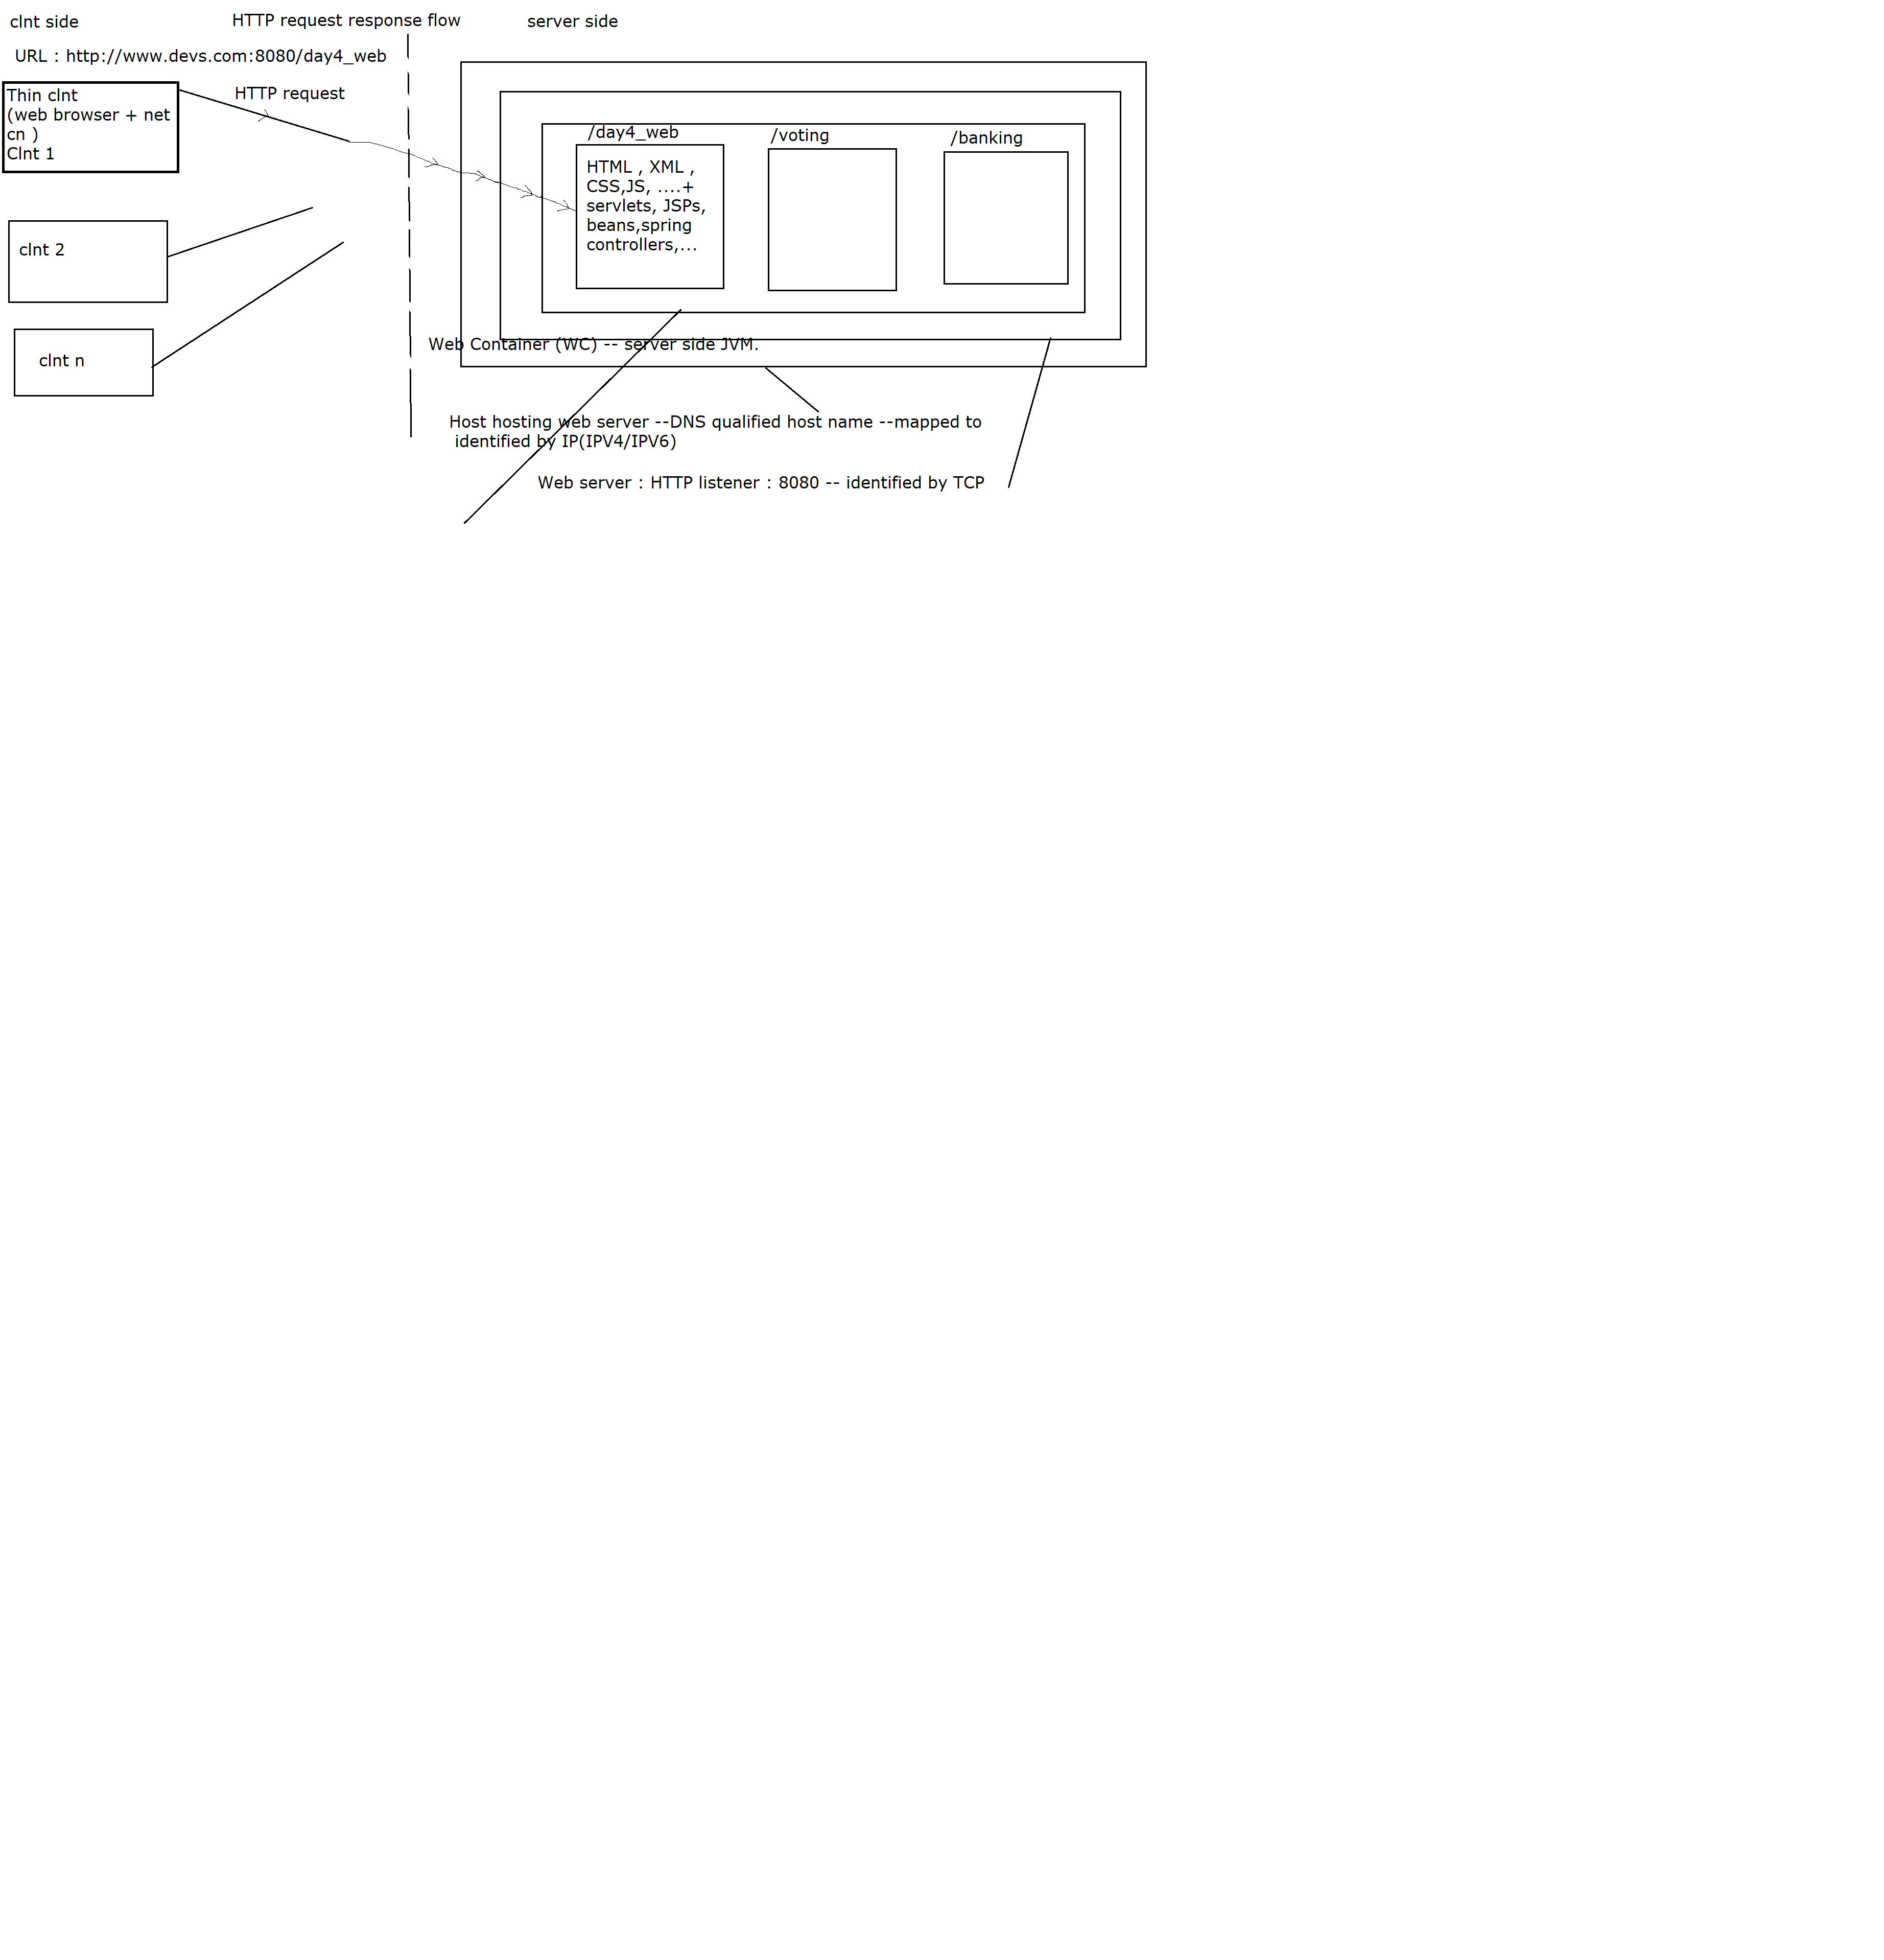 clnt side
HTTP request response flow
server side
URL : http://www.devs.com:8080/day4_web
HTTP request
Thin clnt
(web browser + net
cn )
Clnt 1
clnt 2
clnt n
/day4_web
/voting
/banking
HTML , XML ,
CSS,JS, ....+
servlets, JSPs,
beans,spring
controllers,...
Web Container (WC) -- server side JVM.
Host hosting web server --DNS qualified host name --mapped to
identified by IP(IPV4/IPV6)
Web server : HTTP listener : 8080 -- identified by TCP